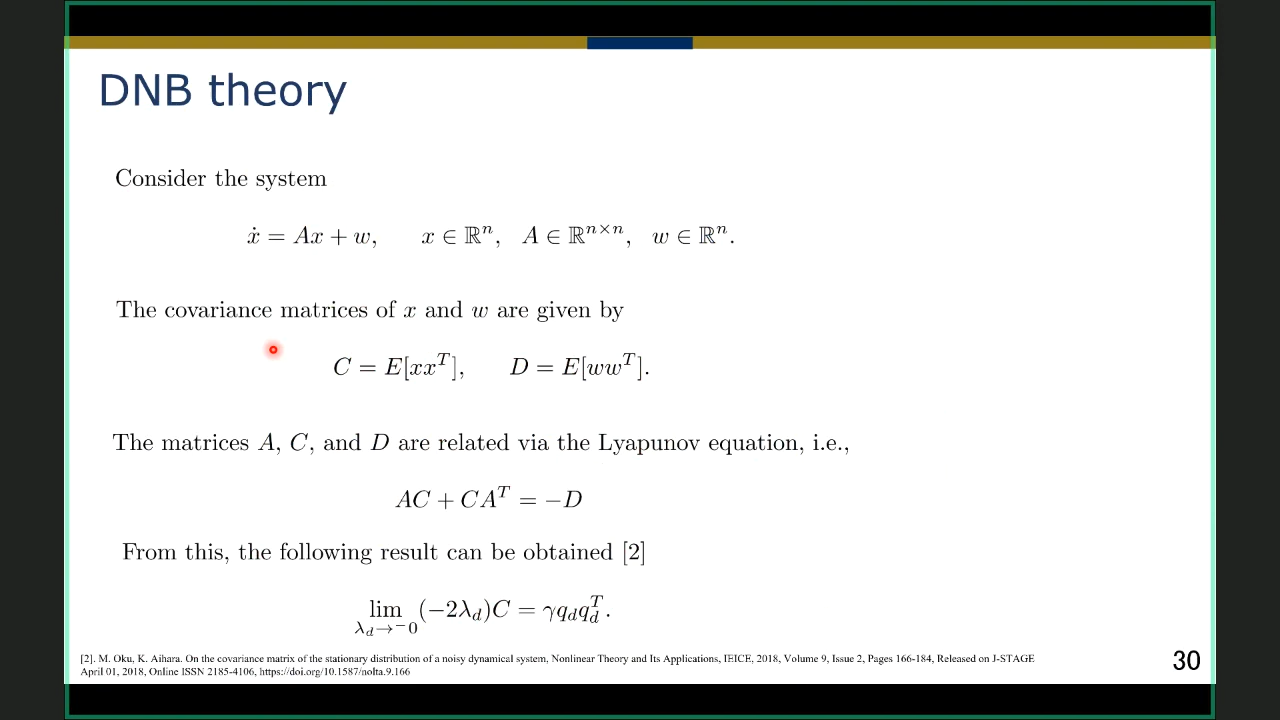 DNB theory
Consider the system
ẋ = Ax + w,  x ∈ ℝⁿ,  A ∈ ℝⁿˣⁿ,  w ∈ ℝⁿ.
The covariance matrices of x and w are given by
C = E[xxᵀ],  D = E[wwᵀ].
The matrices A, C, and D are related via the Lyapunov equation, i.e.,
AC + CAᵀ = −D
From this, the following result can be obtained [2]
lim_{λ_d→⁻0} (−2λ_d)C = γq_d q_dᵀ.
[2]. M. Oku, K. Aihara. On the covariance matrix of the stationary distribution of a noisy dynamical system, Nonlinear Theory and Its Applications, IEICE, 2018, Volume 9, Issue 2, Pages 166-184, Released on J-STAGE
April 01, 2018, Online ISSN 2185-4106, https://doi.org/10.1587/nolta.9.166
30